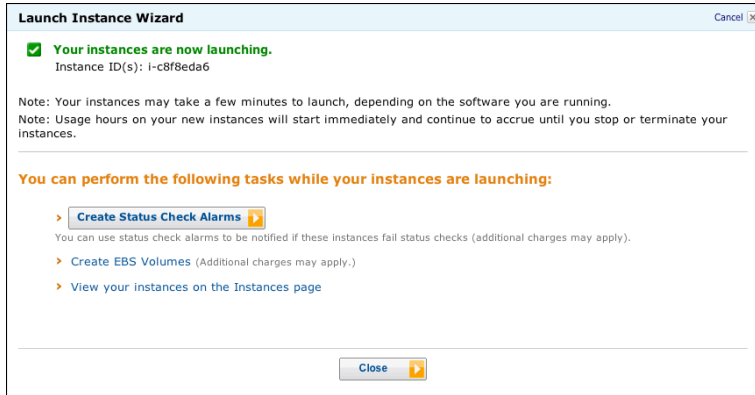 Launch Instance Wizard
Cancel
Your instances are now launching.
Instance ID(s): i-c8f8eda6
Note: Your instances may take a few minutes to launch, depending on the software you are running.
Note: Usage hours on your new instances will start immediately and continue to accrue until you stop or terminate your
instances.
You can perform the following tasks while your instances are launching:
Create Status Check Alarms
You can use status check alarms to be notified if these instances fail status checks (additional charges may apply).
Create EBS Volumes (Additional charges may apply.)
View your instances on the Instances page
Close